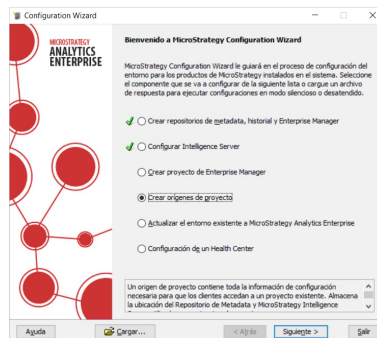 Configuration Wizard
MICROSTRATEGY
ANALYTICS
ENTERPRISE
Bienvenido a MicroStrategy Configuration Wizard
MicroStrategy Configuration Wizard le guiará en el proceso de configuración del
entorno para los productos de MicroStrategy instalados en el sistema. Seleccione
el componente que se va a configurar de la siguiente lista o cargue un archivo
de respuesta para ejecutar configuraciones en modo silencioso o desatendido.
Crear repositorios de metadata, historial y Enterprise Manager
Configurar Intelligence Server
Crear proyecto de Enterprise Manager
Crear orígenes de proyecto
Actualizar el entorno existente a MicroStrategy Analytics Enterprise
Configuración de un Health Center
Un origen de proyecto contiene toda la información de configuración
necesaria para que los clientes accedan a un proyecto existente. Almacena
la ubicación del Repositorio de Metadata y MicroStrategy Intelligence
Ayuda
Cargar...
< Atrás
Siguiente >
Salir